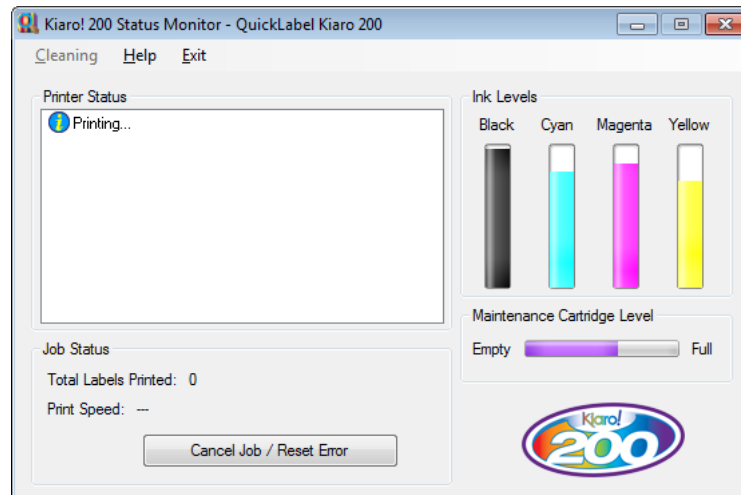 Kiaro! 200 Status Monitor - QuickLabel Kiaro 200
Cleaning Help Exit
Printer Status
Printing...
Ink Levels
Black Cyan Magenta Yellow
Maintenance Cartridge Level
Empty Full
Job Status
Total Labels Printed: 0
Print Speed: ---
Cancel Job / Reset Error
Kiaro!
200